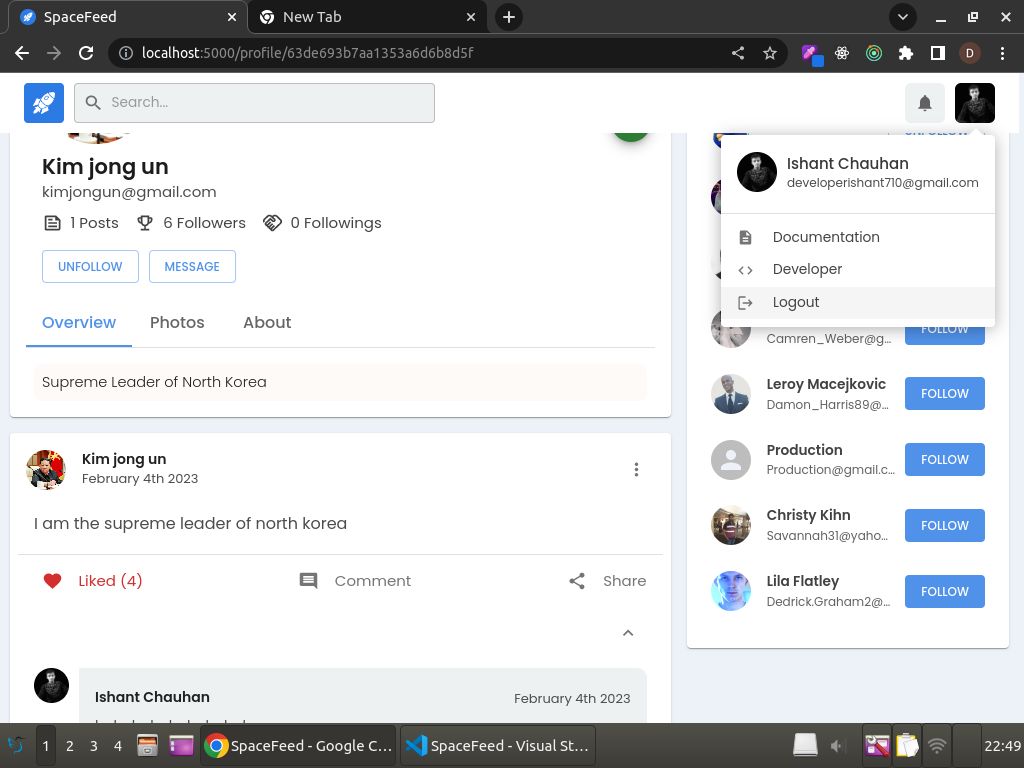 SpaceFeed
New Tab
localhost:5000/profile/63de693b7aa1353a6d6b8d5f
D
Search...
Kim jong un
kimjongun@gmail.com
1 Posts 6 Followers 0 Followings
UNFOLLOW MESSAGE
Overview Photos About
Supreme Leader of North Korea
Kim jong un
February 4th 2023
I am the supreme leader of north korea
Liked (4) Comment Share
Ishant Chauhan February 4th 2023
UNFOLLOW
Ishant Chauhan
developerishant710@gmail.com
Documentation
Developer
Logout
FOLLOW
Camren_Weber@g...
Leroy Macejkovic
Damon_Harris89@...
FOLLOW
Production
Production@gmail.c...
FOLLOW
Christy Kihn
Savannah31@yaho...
FOLLOW
Lila Flatley
Dedrick.Graham2@...
FOLLOW
1 2 3 4 SpaceFeed - Google C... SpaceFeed - Visual St... 22:49